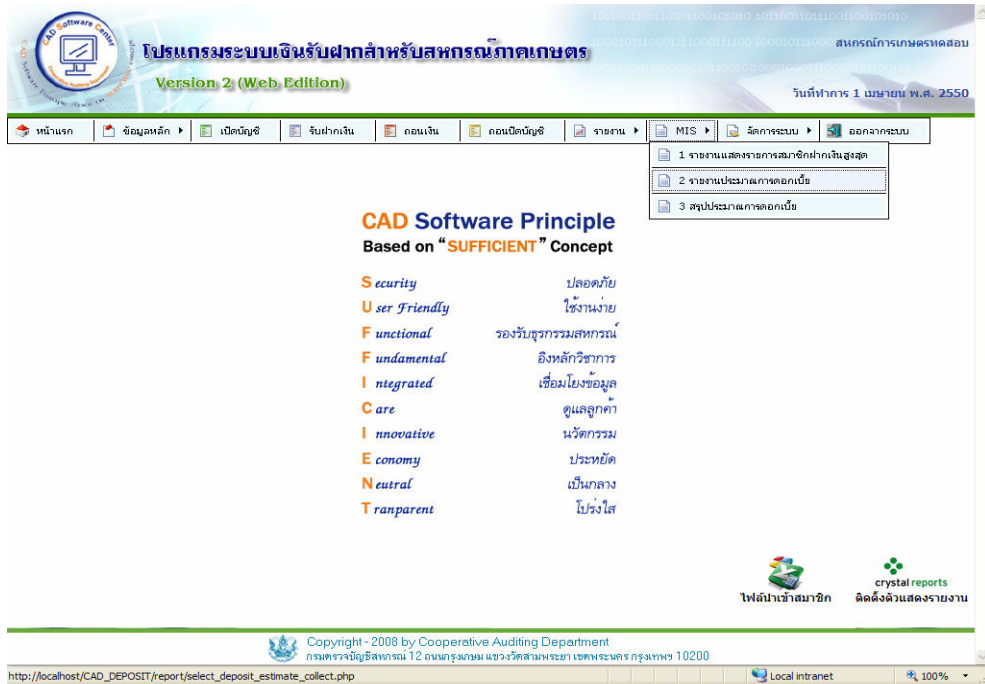 CAD Software Center
โปรแกรมระบบเงินรับฝากสำหรับสหกรณ์ภาคเกษตร
Version 2 (Web Edition)
สหกรณ์การเกษตรทดสอบ
วันที่ทำการ 1 เมษายน พ.ศ. 2550
หน้าแรก ข้อมูลหลัก เปิดบัญชี รับฝากเงิน ถอนเงิน ถอนปิดบัญชี รายงาน MIS จัดการระบบ ออกจากระบบ
1 รายงานแสดงรายการสมาชิกฝากเงินสูงสุด
2 รายงานประมาณการดอกเบี้ย
3 สรุปประมาณการดอกเบี้ย
CAD Software Principle
Based on “SUFFICIENT” Concept
Security ปลอดภัย
User Friendly ใช้งานง่าย
Functional รองรับธุรกรรมสหกรณ์
Fundamental อิงหลักวิชาการ
Integrated เชื่อมโยงข้อมูล
Care ดูแลลูกค้า
Innovative นวัตกรรม
Economy ประหยัด
Neutral เป็นกลาง
Tranparent โปร่งใส
ไฟล์นำเข้าสมาชิก
crystal reports
ติดตั้งตัวแสดงรายงาน
Copyright - 2008 by Cooperative Auditing Department
กรมตรวจบัญชีสหกรณ์ 12 ถนนกรุงเกษม แขวงวัดสามพระยา เขตพระนคร กรุงเทพฯ 10200
http://localhost/CAD_DEPOSIT/report/select_deposit_estimate_collect.php
Local intranet
100%